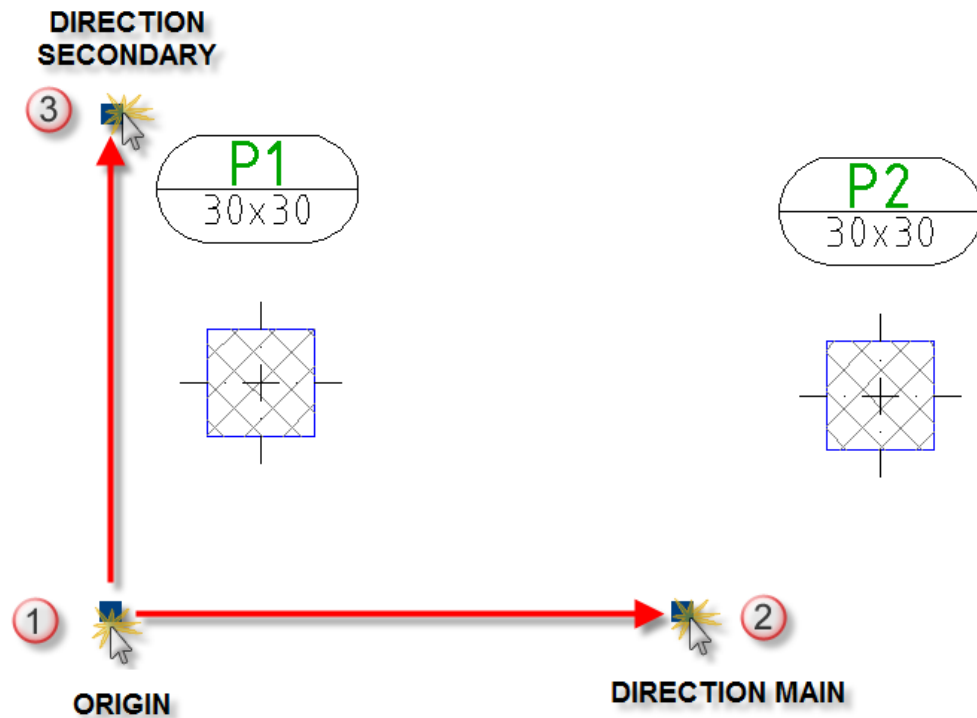 DIRECTION
SECONDARY
3
P1
30x30
P2
30x30
1
2
ORIGIN
DIRECTION MAIN